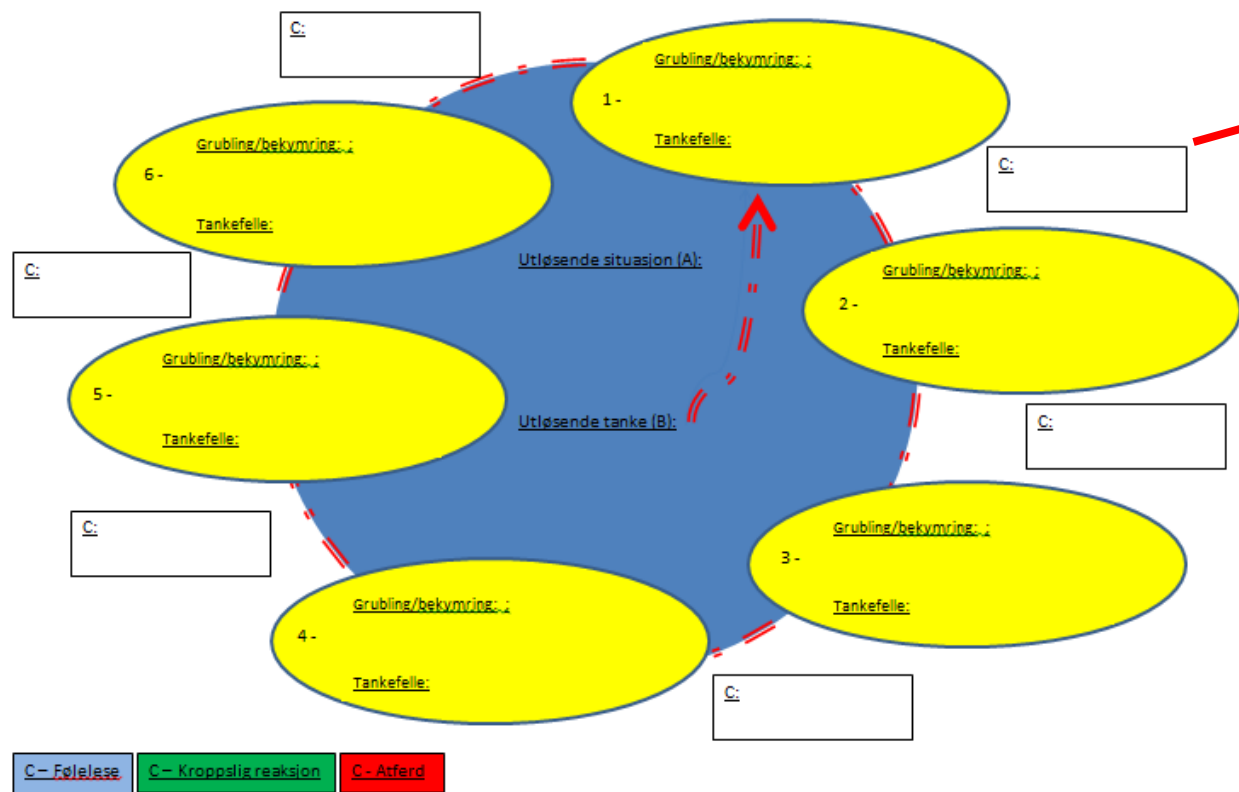 C:
Grubling/bekymring: ;
1 -
Tankefelle:
C:
Grubling/bekymring: ;
2 -
Tankefelle:
C:
Grubling/bekymring: ;
3 -
Tankefelle:
C:
Grubling/bekymring: ;
4 -
Tankefelle:
C:
Grubling/bekymring: ;
5 -
Tankefelle:
C:
Grubling/bekymring: ;
6 -
Tankefelle:
Utløsende situasjon (A):
Utløsende tanke (B):
C – Følelese
C – Kroppslig reaksjon
C - Atferd